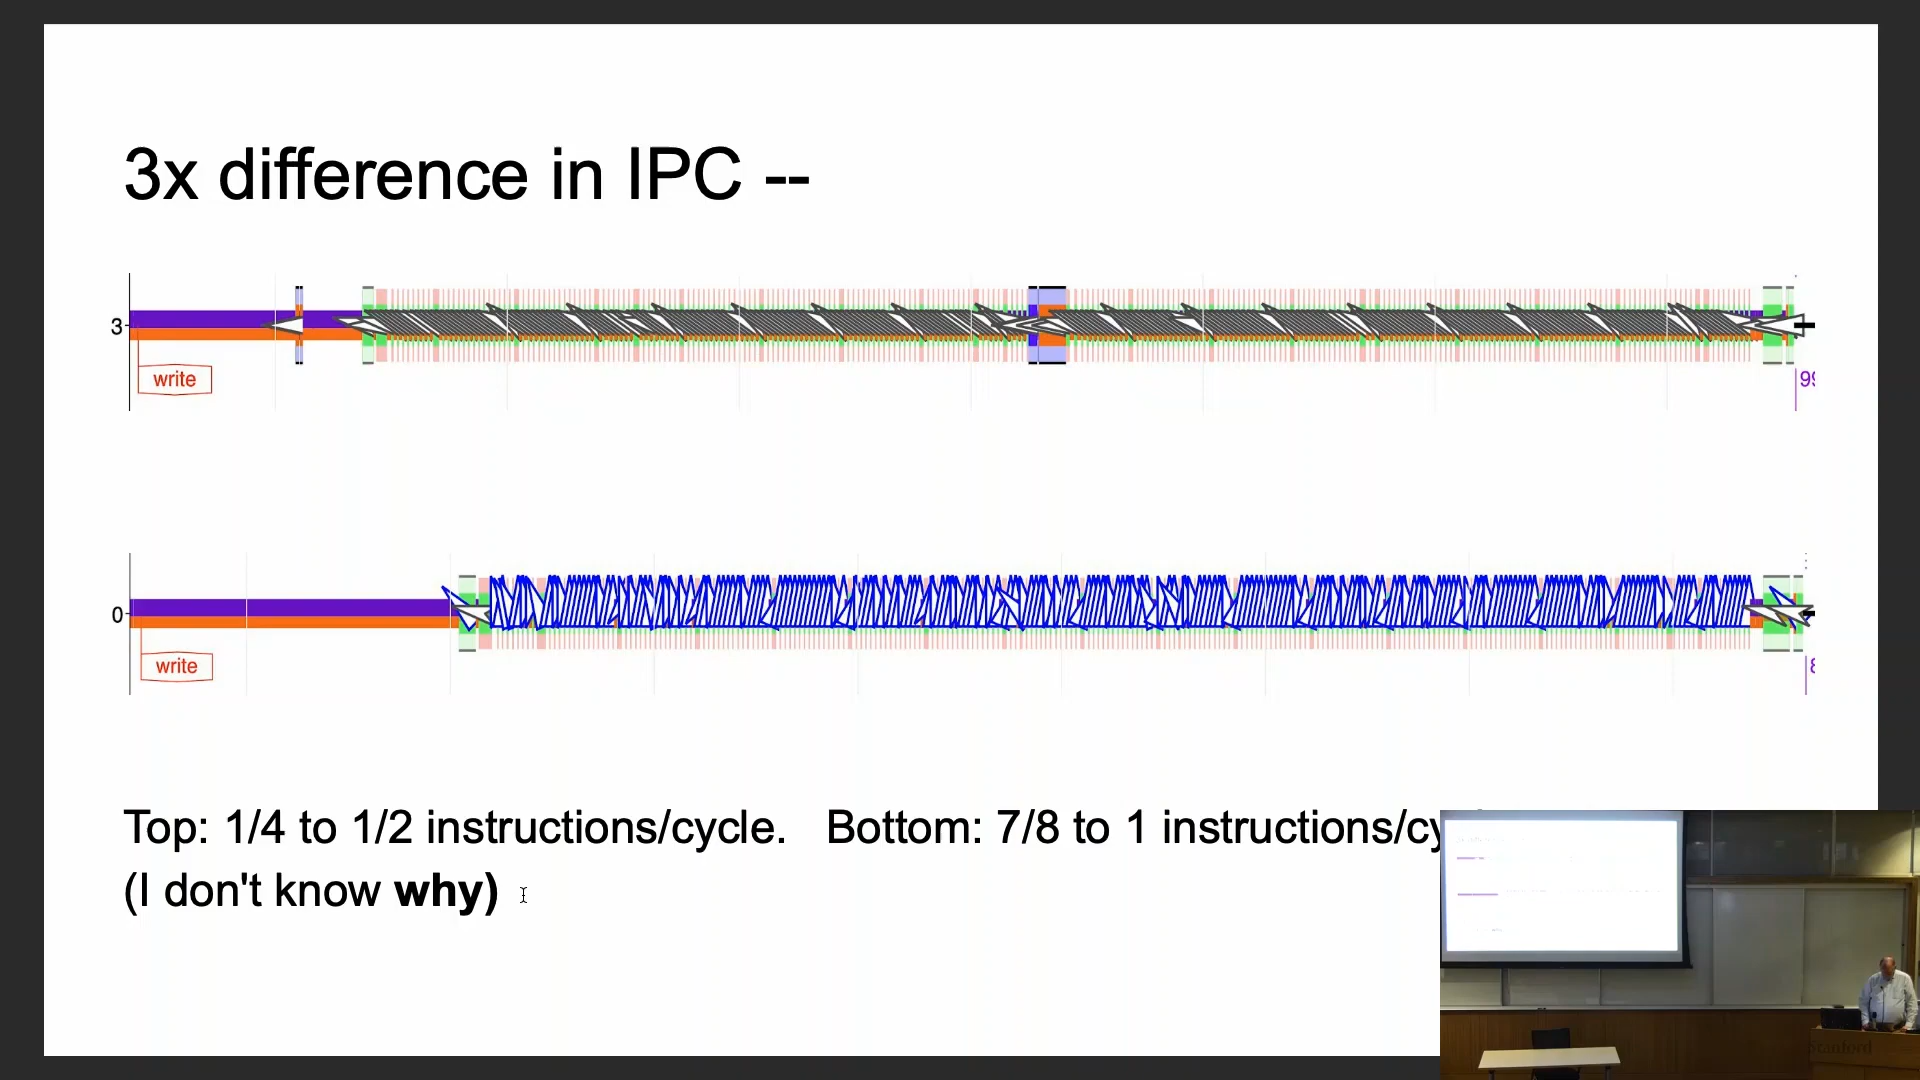 3x difference in IPC --
3
write
0
write
Top: 1/4 to 1/2 instructions/cycle. Bottom: 7/8 to 1 instructions/cy
(I don't know why)
Stanford